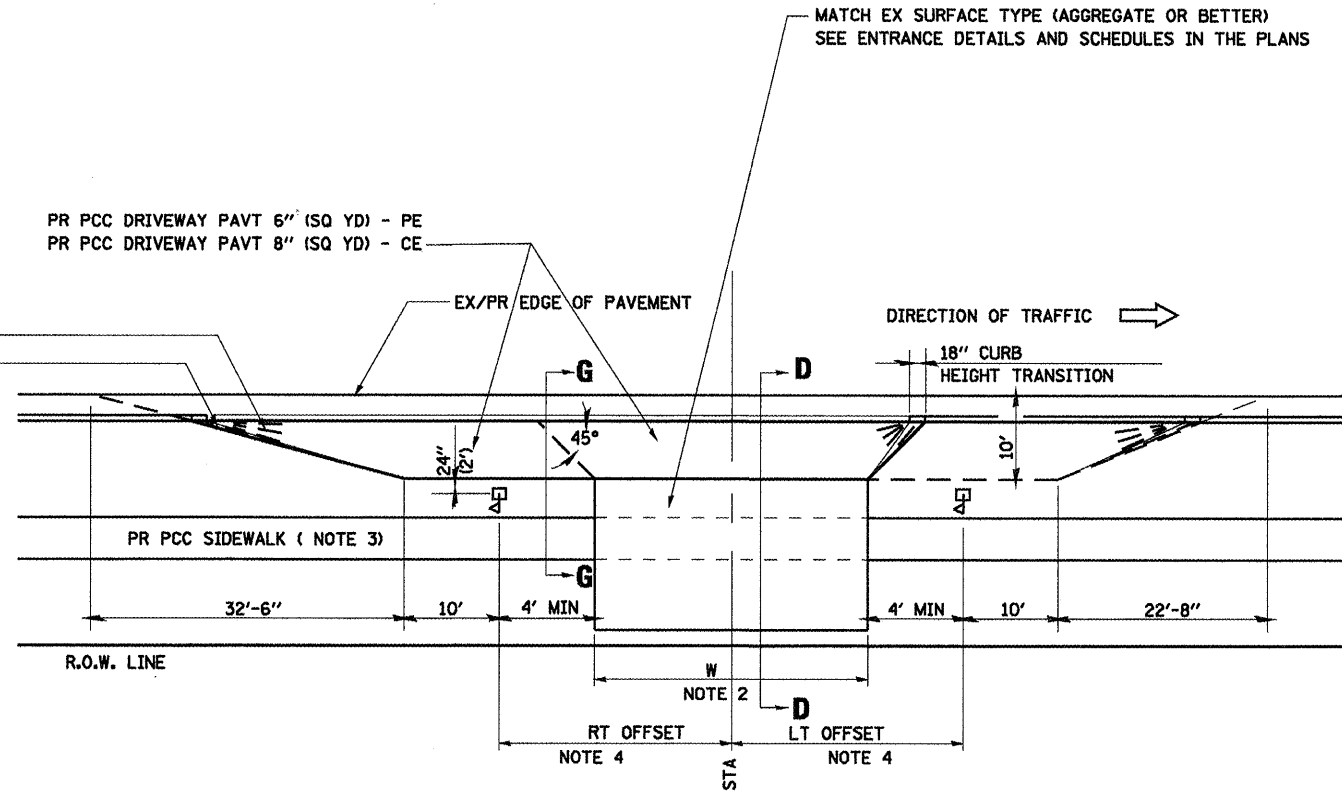 MATCH EX SURFACE TYPE (AGGREGATE OR BETTER)
SEE ENTRANCE DETAILS AND SCHEDULES IN THE PLANS
PR PCC DRIVEWAY PAVT 6" (SQ YD) - PE
PR PCC DRIVEWAY PAVT 8" (SQ YD) - CE
EX/PR EDGE OF PAVEMENT
DIRECTION OF TRAFFIC
18" CURB
HEIGHT TRANSITION
G
D
45°
24"
(2')
10'
PR PCC SIDEWALK ( NOTE 3)
G
32'-6"
10'
4' MIN
4' MIN
10'
22'-8"
R.O.W. LINE
W
NOTE 2
D
RT OFFSET
NOTE 4
LT OFFSET
NOTE 4
STA